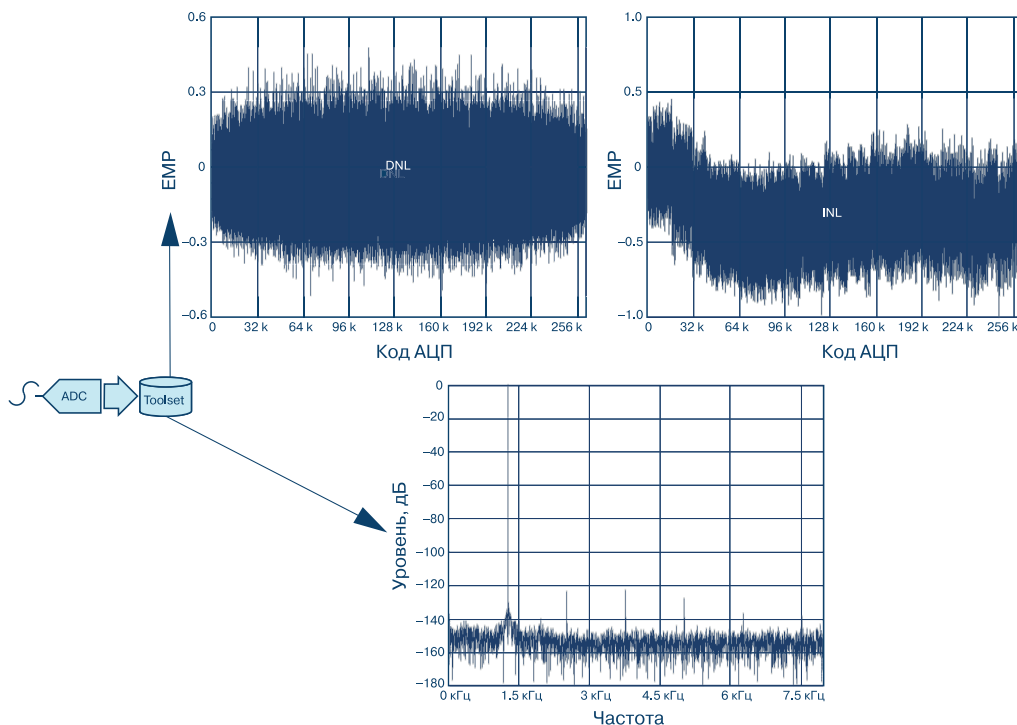 0.6
0.3
0
−0.3
−0.6
ЕМР
DNL
DNL
0 32 k 64 k 96 k 128 k 160 k 192 k 224 k 256 k
Код АЦП
1.0
0.5
0
−0.5
−1.0
ЕМР
INL
0 32 k 64 k 96 k 128 k 160 k 192 k 224 k 256 k
Код АЦП
ADC
Toolset
0
−20
−40
−60
−80
−100
−120
−140
−160
−180
Уровень, дБ
0 кГц 1.5 кГц 3 кГц 4.5 кГц 6 кГц 7.5 кГц
Частота